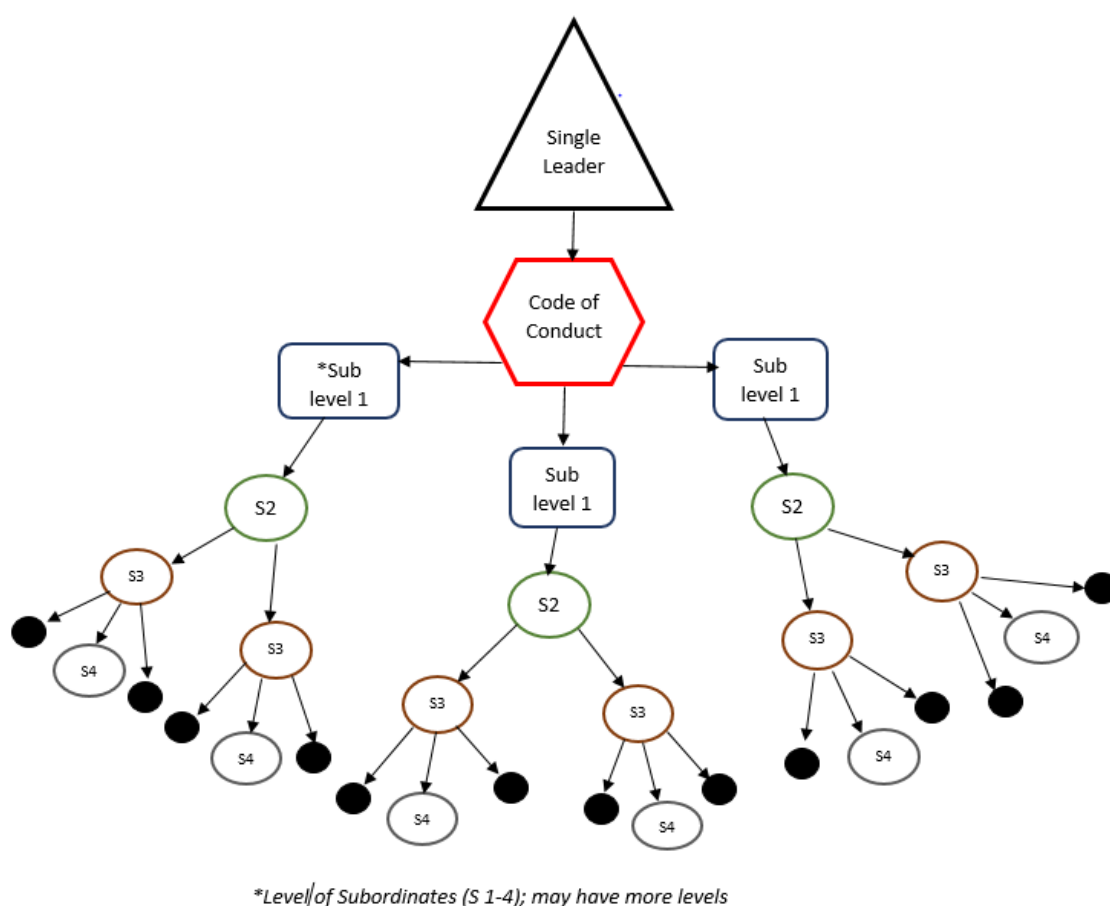 Single
Leader
Code of
Conduct
*Sub
level 1
Sub
level 1
Sub
level 1
S2
S2
S2
S3
S3
S3
S3
S3
S3
S4
S4
S4
S4
S4
S4
*Level of Subordinates (S 1-4); may have more levels